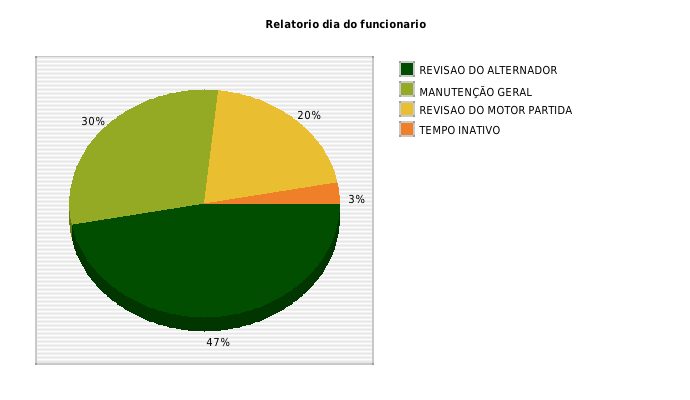 Relatorio dia do funcionario
REVISAO DO ALTERNADOR
MANUTENÇÃO GERAL
REVISAO DO MOTOR PARTIDA
TEMPO INATIVO
30%
20%
3%
47%